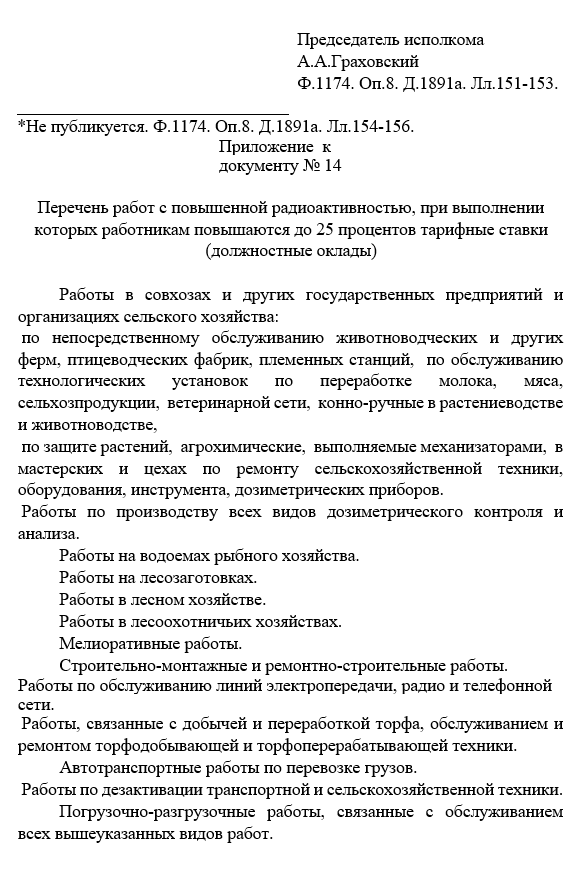 Председатель исполкома
А.А.Граховский
Ф.1174. Оп.8. Д.1891а. Лл.151-153.
*Не публикуется. Ф.1174. Оп.8. Д.1891а. Лл.154-156.
Приложение к
документу № 14
Перечень работ с повышенной радиоактивностью, при выполнении
которых работникам повышаются до 25 процентов тарифные ставки
(должностные оклады)
Работы в совхозах и других государственных предприятий и
организациях сельского хозяйства:
по непосредственному обслуживанию животноводческих и других
ферм, птицеводческих фабрик, племенных станций, по обслуживанию
технологических установок по переработке молока, мяса,
сельхозпродукции, ветеринарной сети, конно-ручные в растениеводстве
и животноводстве,
по защите растений, агрохимические, выполняемые механизаторами, в
мастерских и цехах по ремонту сельскохозяйственной техники,
оборудования, инструмента, дозиметрических приборов.
Работы по производству всех видов дозиметрического контроля и
анализа.
Работы на водоемах рыбного хозяйства.
Работы на лесозаготовках.
Работы в лесном хозяйстве.
Работы в лесоохотничьих хозяйствах.
Мелиоративные работы.
Строительно-монтажные и ремонтно-строительные работы.
Работы по обслуживанию линий электропередачи, радио и телефонной
сети.
Работы, связанные с добычей и переработкой торфа, обслуживанием и
ремонтом торфодобывающей и торфоперерабатывающей техники.
Автотранспортные работы по перевозке грузов.
Работы по дезактивации транспортной и сельскохозяйственной техники.
Погрузочно-разгрузочные работы, связанные с обслуживанием
всех вышеуказанных видов работ.